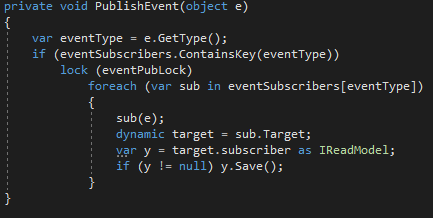 private void PublishEvent(object e)
{
    var eventType = e.GetType();
    if (eventSubscribers.ContainsKey(eventType))
        lock (eventPubLock)
            foreach (var sub in eventSubscribers[eventType])
            {
                sub(e);
                dynamic target = sub.Target;
                var y = target.subscriber as IReadModel;
                if (y != null) y.Save();
            }
}